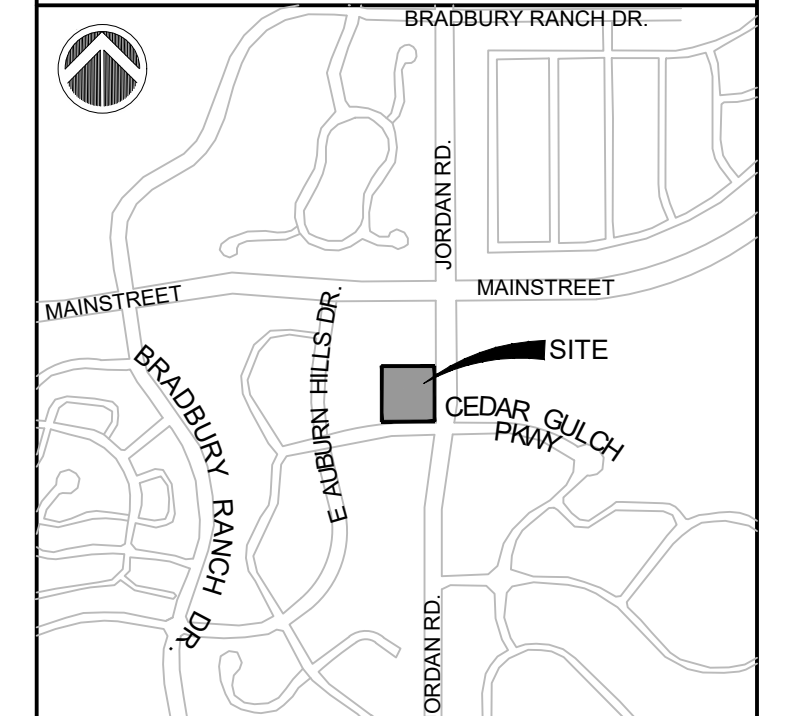 BRADBURY RANCH DR.
JORDAN RD.
MAINSTREET
MAINSTREET
E AUBURN HILLS DR.
SITE
BRADBURY RANCH DR.
CEDAR GULCH
PKWY
ORDAN RD.